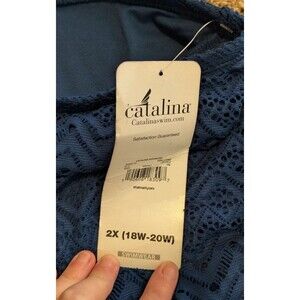 catalina
Catalinaswim.com
Satisfaction Guaranteed
2X (18W-20W)
SWIMWEAR